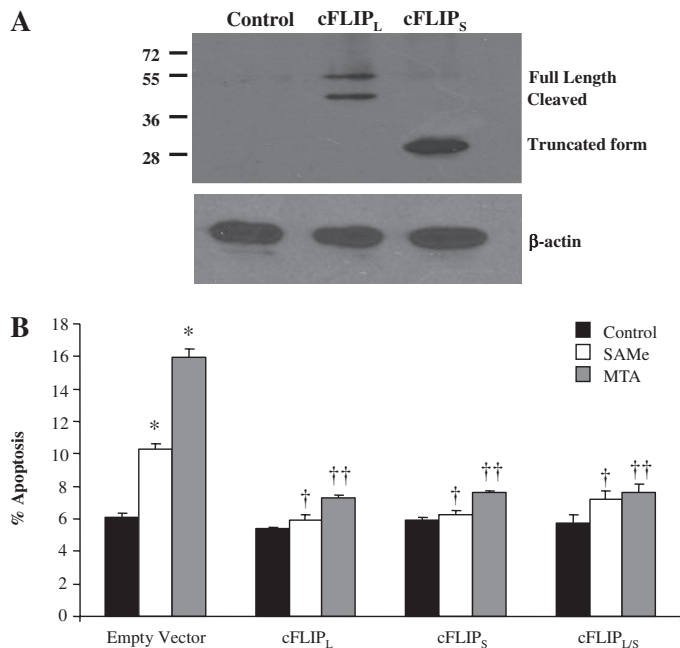 A
Control cFLIPL cFLIPS
72
55
36
28
Full Length
Cleaved
Truncated form
β-actin
B
18
16
14
12
10
8
6
4
2
0
% Apoptosis
* *
† ††
† ††
† ††
Control
SAMe
MTA
Empty Vector cFLIPL cFLIPS cFLIPL/S